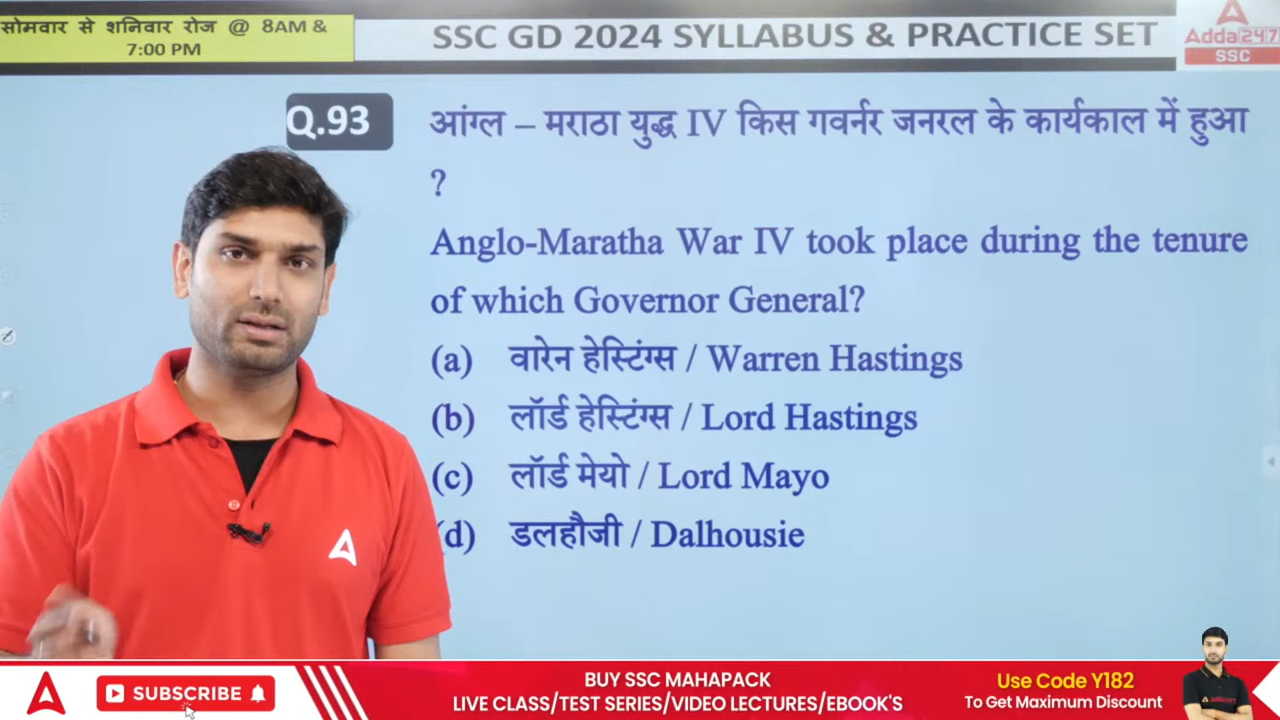 सोमवार से शनिवार रोज @ 8AM &
7:00 PM
SSC GD 2024 SYLLABUS & PRACTICE SET
Adda 247
SSC
Q.93
आंग्ल – मराठा युद्ध IV किस गवर्नर जनरल के कार्यकाल में हुआ
?
Anglo-Maratha War IV took place during the tenure
of which Governor General?
(a) वारेन हेस्टिंग्स / Warren Hastings
(b) लॉर्ड हेस्टिंग्स / Lord Hastings
(c) लॉर्ड मेयो / Lord Mayo
(d) डलहौजी / Dalhousie
SUBSCRIBE
BUY SSC MAHAPACK
LIVE CLASS/TEST SERIES/VIDEO LECTURES/EBOOK'S
Use Code Y182
To Get Maximum Discount